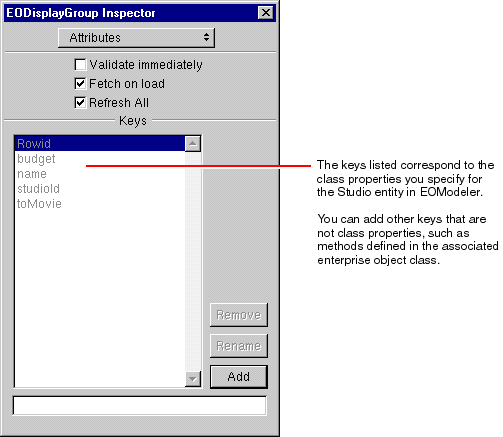 EODisplayGroup Inspector
Attributes
Validate immediately
Fetch on load
Refresh All
Keys
Rowid
budget
name
studioId
toMovie
The keys listed correspond to the
class properties you specify for
the Studio entity in EOModeler.
You can add other keys that are
not class properties, such as
methods defined in the associated
enterprise object class.
Remove
Rename
Add